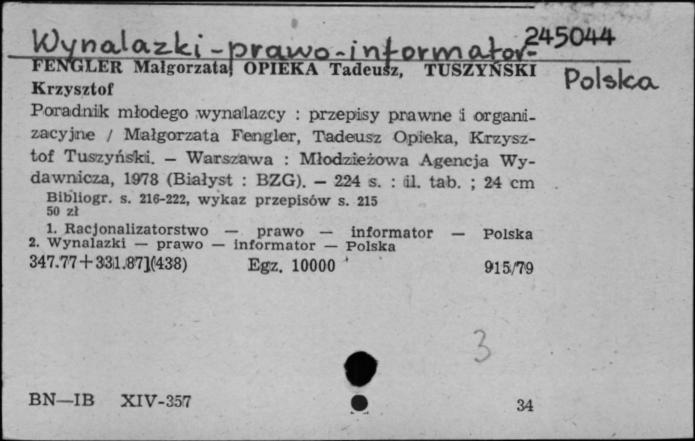 245044
Wynalazki - prawo - informator -
Polska
FENGLER Małgorzata, OPIEKA Tadeusz, TUSZYŃSKI
Krzysztof
Poradnik młodego wynalazcy : przepisy prawne i organi-
zacyjne / Małgorzata Fengler, Tadeusz Opieka, Krzysz-
tof Tuszyński. — Warszawa : Młodzieżowa Agencja Wy-
dawnicza, 1978 (Białyst : BZG). — 224 s. : il. tab. ; 24 cm
Bibliogr. s. 216-222, wykaz przepisów s. 215
50 zł
1. Racjonalizatorstwo — prawo — informator — Polska
2. Wynalazki — prawo — informator — Polska
347.77+331.87](438) Egz. 10000 915/79
3
BN—IB XIV-357 34